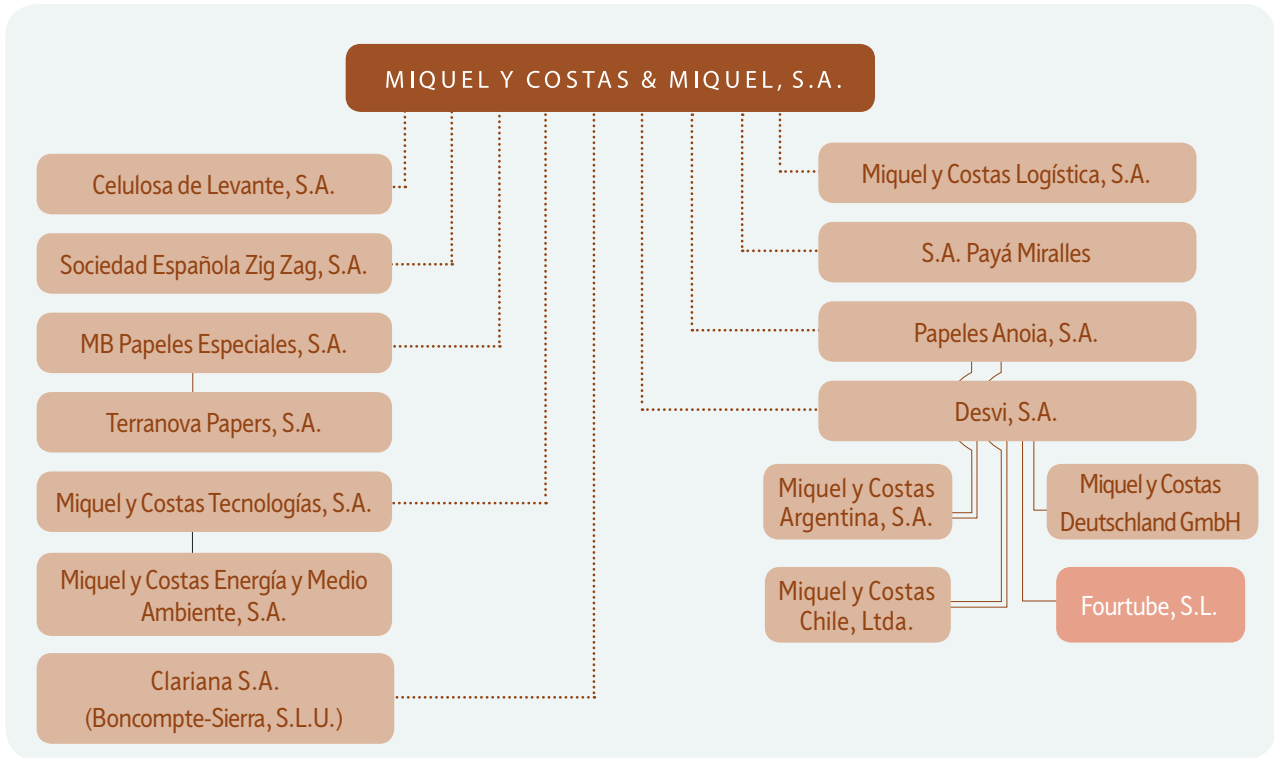 MIQUEL Y COSTAS & MIQUEL, S.A.
Celulosa de Levante, S.A.
Sociedad Española Zig Zag, S.A.
MB Papeles Especiales, S.A.
Terranova Papers, S.A.
Miquel y Costas Tecnologías, S.A.
Miquel y Costas Energía y Medio
Ambiente, S.A.
Clariana S.A.
(Boncompte-Sierra, S.L.U.)
Miquel y Costas Logística, S.A.
S.A. Payá Miralles
Papeles Anoia, S.A.
Desvi, S.A.
Miquel y Costas
Argentina, S.A.
Miquel y Costas
Deutschland GmbH
Miquel y Costas
Chile, Ltda.
Fourtube, S.L.